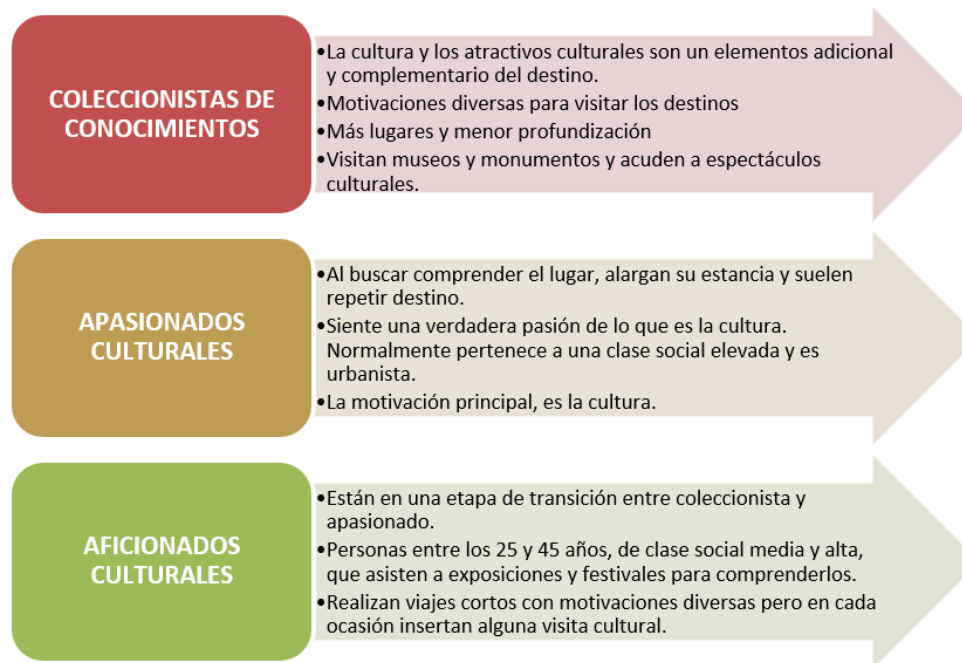 COLECCIONISTAS DE
CONOCIMIENTOS
•La cultura y los atractivos culturales son un elementos adicional
y complementario del destino.
•Motivaciones diversas para visitar los destinos
•Más lugares y menor profundización
•Visitan museos y monumentos y acuden a espectáculos
culturales.
APASIONADOS
CULTURALES
•Al buscar comprender el lugar, alargan su estancia y suelen
repetir destino.
•Siente una verdadera pasión de lo que es la cultura.
Normalmente pertenece a una clase social elevada y es
urbanista.
•La motivación principal, es la cultura.
AFICIONADOS
CULTURALES
•Están en una etapa de transición entre coleccionista y
apasionado.
•Personas entre los 25 y 45 años, de clase social media y alta,
que asisten a exposiciones y festivales para comprenderlos.
•Realizan viajes cortos con motivaciones diversas pero en cada
ocasión insertan alguna visita cultural.